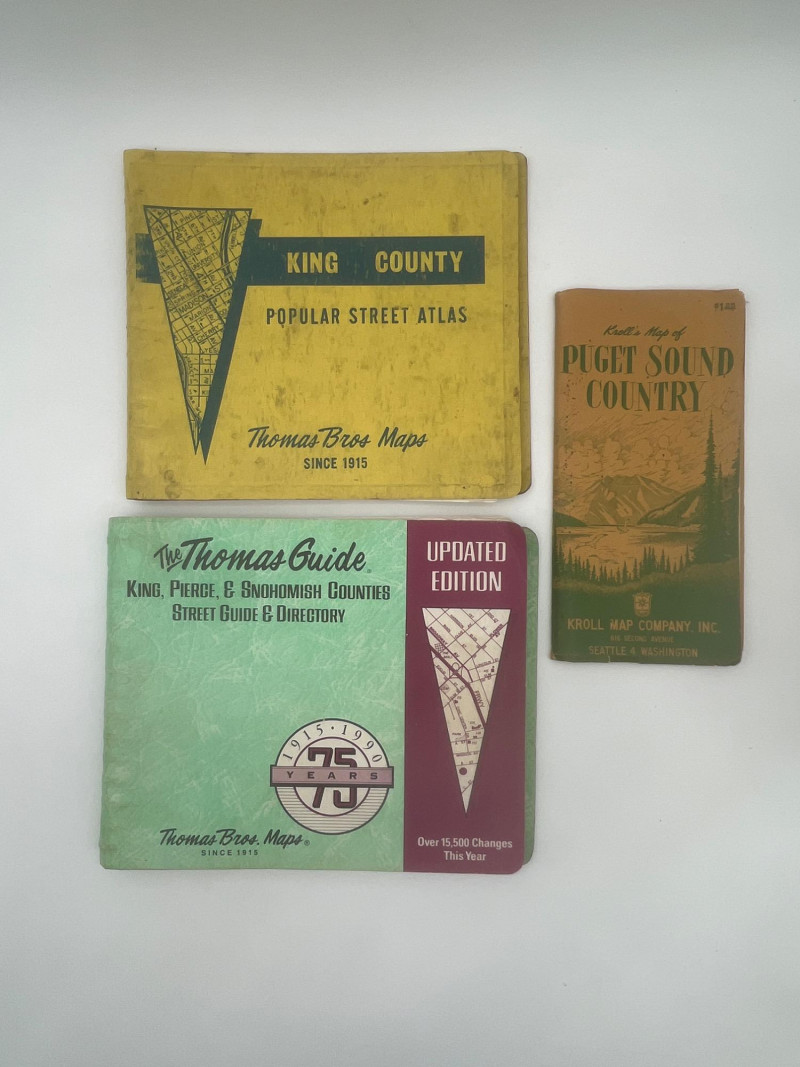 KING COUNTY
POPULAR STREET ATLAS
Thomas Bros Maps
SINCE 1915
Kroll's Map of
PUGET SOUND
COUNTRY
KROLL MAP COMPANY, INC.
SECOND AVENUE
SEATTLE 4, WASHINGTON
The Thomas Guide®
KING, PIERCE, & SNOHOMISH COUNTIES
STREET GUIDE & DIRECTORY
1915 · 1990
75
YEARS
Thomas Bros. Maps®
SINCE 1915
UPDATED
EDITION
Over 15,500 Changes
This Year